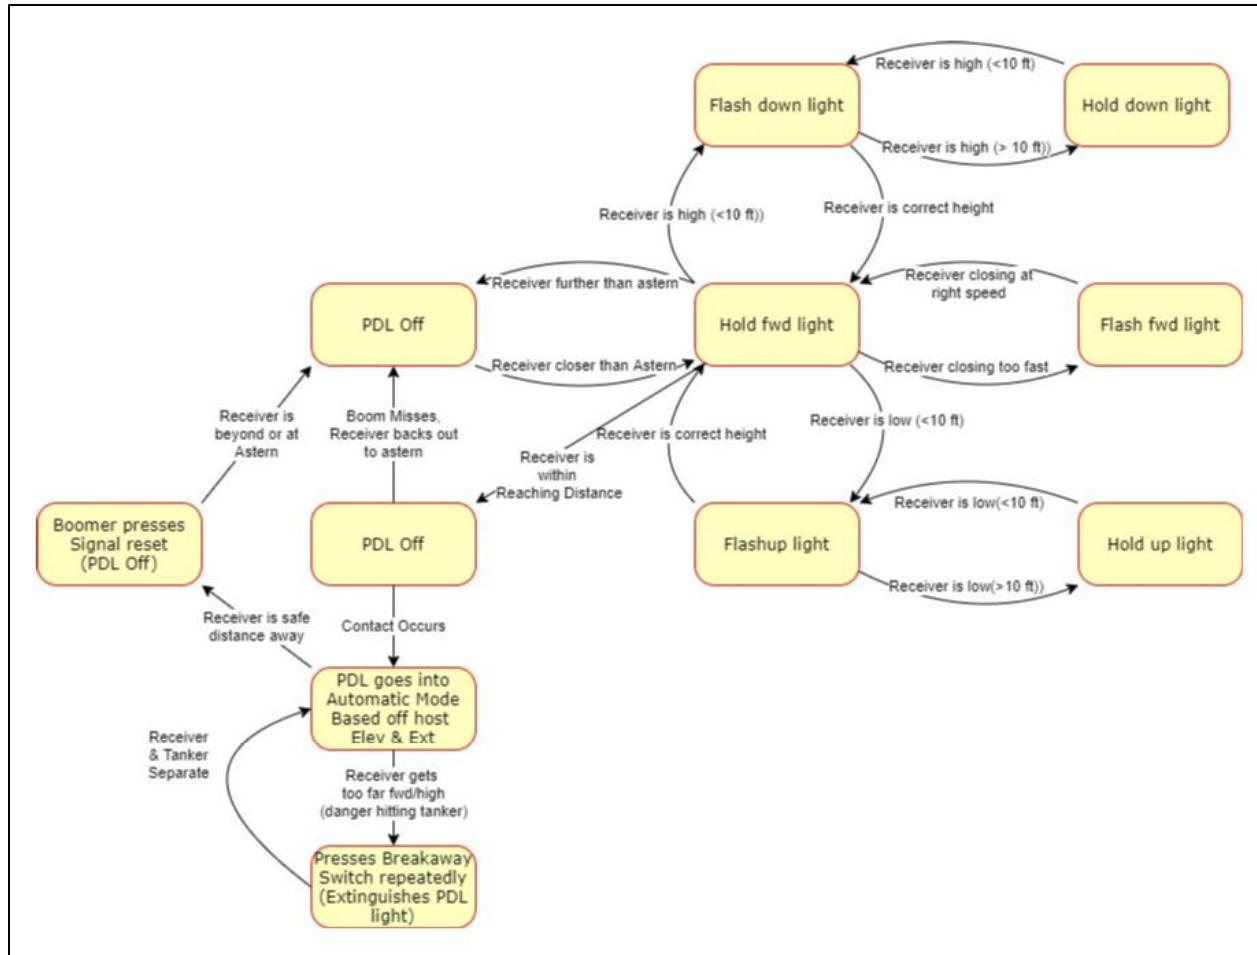 Receiver is high (<10 ft)
Flash down light
Hold down light
Receiver is high (> 10 ft))
Receiver is high (<10 ft))
Receiver is correct height
Receiver further than astern
Receiver closing at
right speed
PDL Off
Hold fwd light
Flash fwd light
Receiver closer than Astern
Receiver closing too fast
Receiver is
beyond or at
Astern
Boom Misses,
Receiver backs out
to astern
Receiver is correct height
Receiver is low (<10 ft)
Receiver is
within
Reaching Distance
Boomer presses
Signal reset
(PDL Off)
PDL Off
Flashup light
Receiver is low(<10 ft)
Hold up light
Receiver is low(>10 ft))
Receiver is safe
distance away
Contact Occurs
PDL goes into
Automatic Mode
Based off host
Elev & Ext
Receiver
& Tanker
Separate
Receiver gets
too far fwd/high
(danger hitting tanker)
Presses Breakaway
Switch repeatedly
(Extinguishes PDL
light)